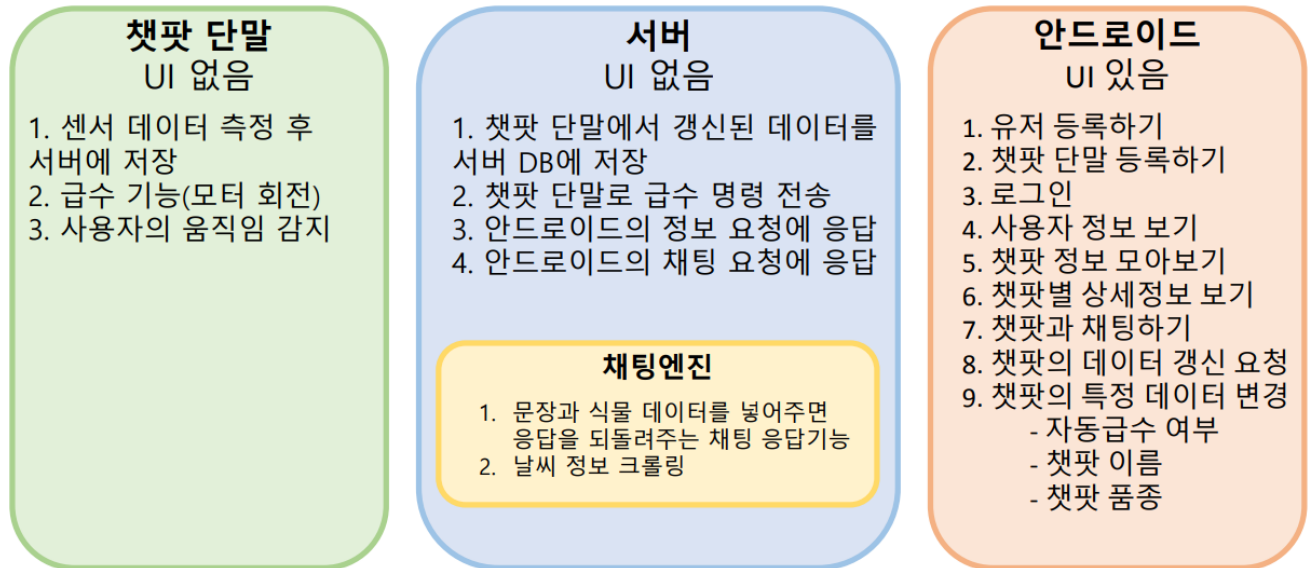 챗팟 단말
UI 없음
1. 센서 데이터 측정 후
서버에 저장
2. 급수 기능(모터 회전)
3. 사용자의 움직임 감지
서버
UI 없음
1. 챗팟 단말에서 갱신된 데이터를
서버 DB에 저장
2. 챗팟 단말로 급수 명령 전송
3. 안드로이드의 정보 요청에 응답
4. 안드로이드의 채팅 요청에 응답
채팅엔진
1. 문장과 식물 데이터를 넣어주면
응답을 되돌려주는 채팅 응답기능
2. 날씨 정보 크롤링
안드로이드
UI 있음
1. 유저 등록하기
2. 챗팟 단말 등록하기
3. 로그인
4. 사용자 정보 보기
5. 챗팟 정보 모아보기
6. 챗팟별 상세정보 보기
7. 챗팟과 채팅하기
8. 챗팟의 데이터 갱신 요청
9. 챗팟의 특정 데이터 변경
- 자동급수 여부
- 챗팟 이름
- 챗팟 품종